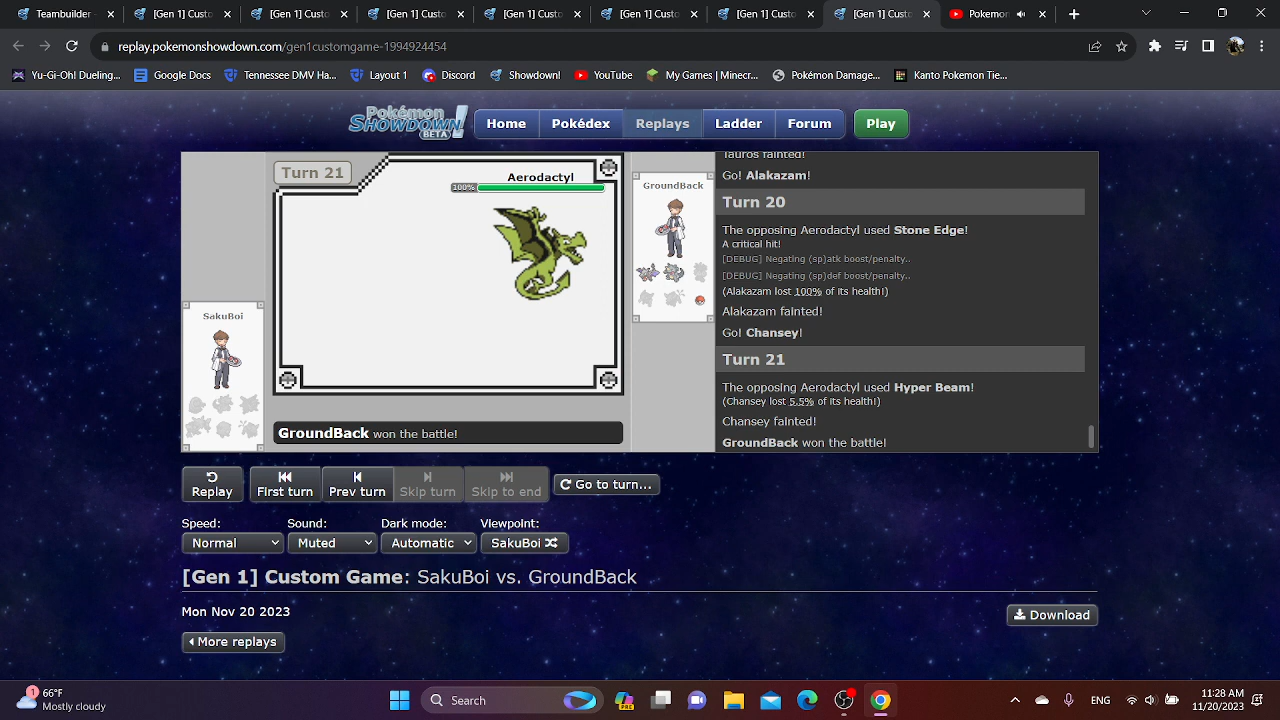 Teambuilder
[Gen 1] Custo
[Gen 1] Custo
[Gen 1] Custo
[Gen 1] Custo
[Gen 1] Custo
[Gen 1] Custo
[Gen 1] Custo
Pokemon
replay.pokemonshowdown.com/gen1customgame-1994924454
Yu-Gi-Oh! Dueling...
Google Docs
Tennessee DMV Ha...
Layout 1
Discord
Showdown!
YouTube
My Games | Minec...
Pokémon Damage...
Kanto Pokemon Tie...
Pokémon
SHOWDOWN!
BETA
Home
Pokédex
Replays
Ladder
Forum
Play
Turn 21
Aerodactyl
100%
SakuBoi
GroundBack
GroundBack won the battle!
Tauros fainted!
Go! Alakazam!
Turn 20
The opposing Aerodactyl used Stone Edge!
A critical hit!
[DEBUG] Negating (sp)atk boost/penalty..
[DEBUG] Negating (sp)def boost/penalty..
(Alakazam lost 100% of its health!)
Alakazam fainted!
Go! Chansey!
Turn 21
The opposing Aerodactyl used Hyper Beam!
(Chansey lost 5.5% of its health!)
Chansey fainted!
GroundBack won the battle!
Replay
First turn
Prev turn
Skip turn
Skip to end
Go to turn...
Speed:
Sound:
Dark mode:
Viewpoint:
Normal
Muted
Automatic
SakuBoi
[Gen 1] Custom Game: SakuBoi vs. GroundBack
Mon Nov 20 2023
Download
More replays
1
66°F
Mostly cloudy
Search
PRE
ENG
11:28 AM
11/20/2023